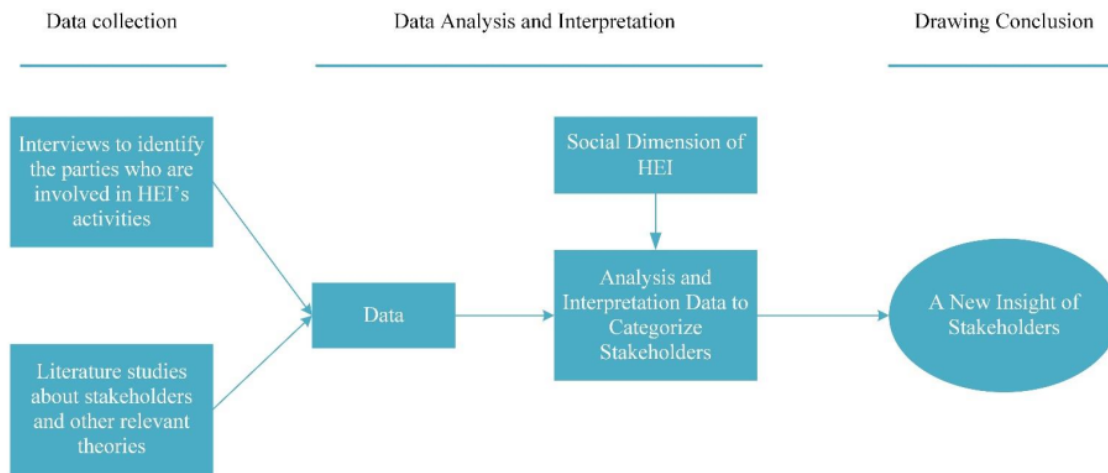 Data collection
Data Analysis and Interpretation
Drawing Conclusion
Interviews to identify
the parties who are
involved in HEI's
activities
Social Dimension of
HEI
Data
Analysis and
Interpretation Data to
Categorize
Stakeholders
A New Insight of
Stakeholders
Literature studies
about stakeholders
and other relevant
theories